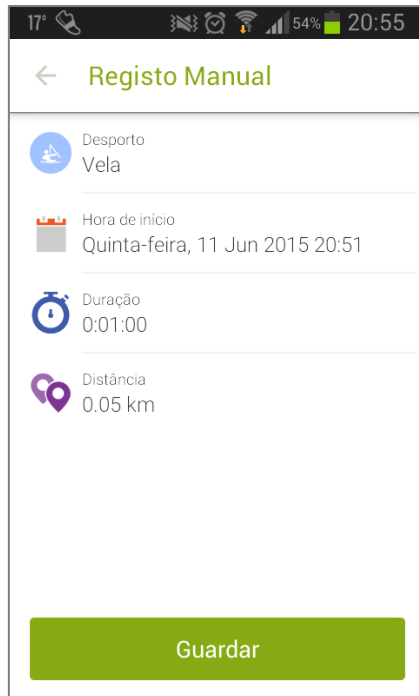 17° 54% 20:55
Registo Manual
Desporto
Vela
Hora de início
Quinta-feira, 11 Jun 2015 20:51
Duração
0:01:00
Distância
0.05 km
Guardar